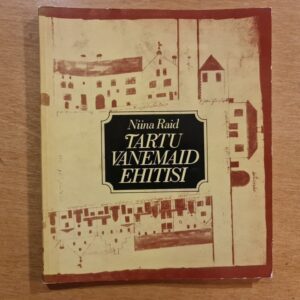 Niina Raid
TARTU
VANEMAID
EHITISI